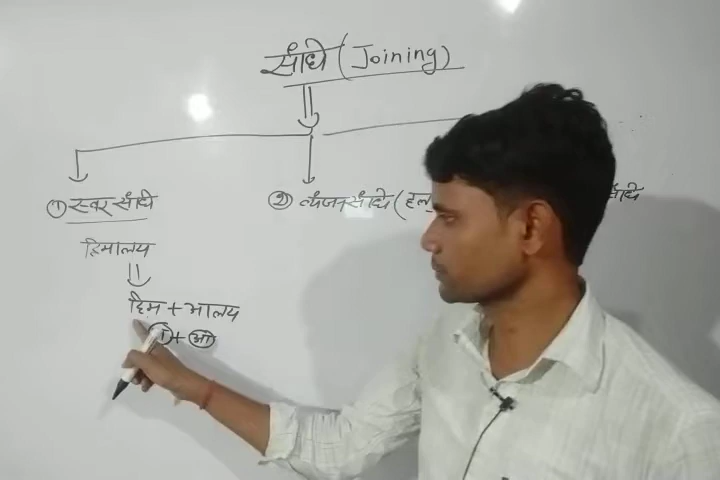 संधि (Joining)
① स्वर संधि ② व्यंजन संधि (हल् संधि
हिमालय
हिम + आलय
+ आ